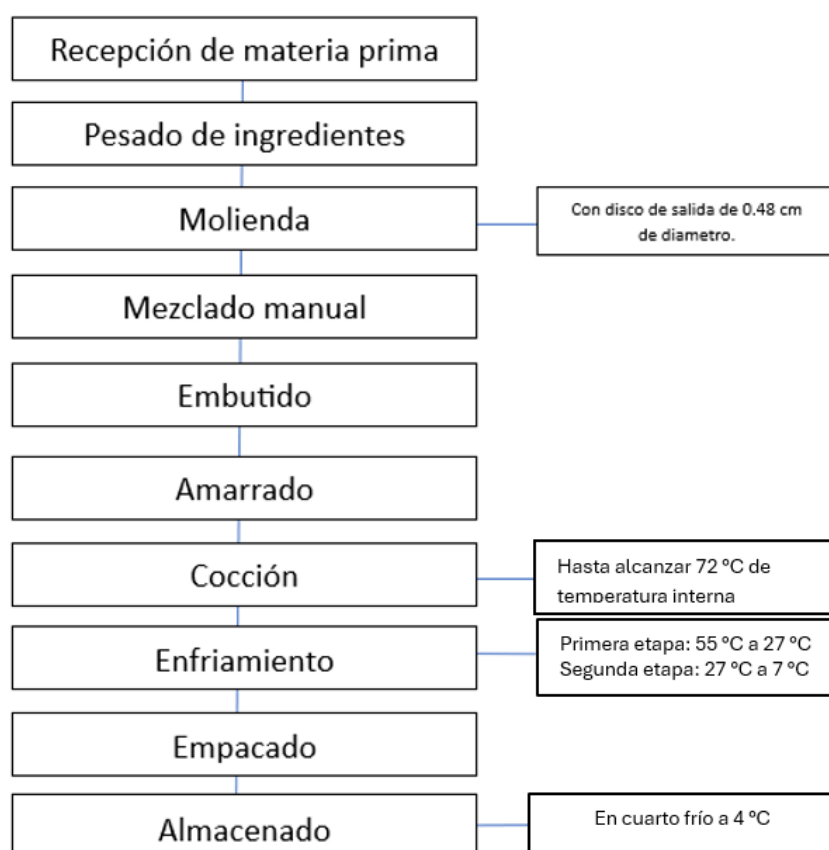 Recepción de materia prima
Pesado de ingredientes
Molienda
Con disco de salida de 0.48 cm
de diametro.
Mezclado manual
Embutido
Amarrado
Cocción
Hasta alcanzar 72 °C de
temperatura interna
Enfriamiento
Primera etapa: 55 °C a 27 °C
Segunda etapa: 27 °C a 7 °C
Empacado
Almacenado
En cuarto frío a 4 °C